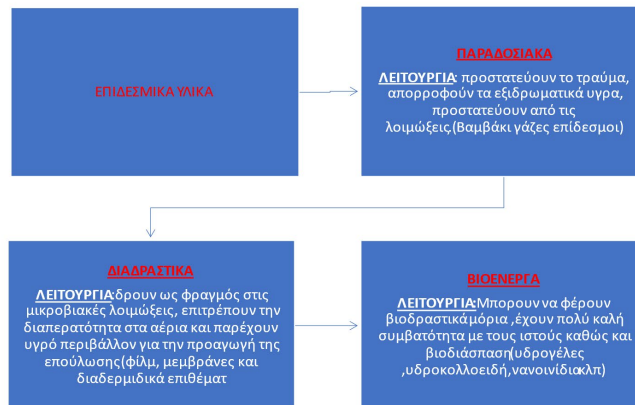 ΕΠΙΔΕΣΜΙΚΑ ΥΛΙΚΑ
ΠΑΡΑΔΟΣΙΑΚΑ
ΛΕΙΤΟΥΡΓΙΑ: προστατεύουν το τραύμα,
απορροφούν τα εξιδρωματικά υγρα,
προστατεύουν από τις
λοιμώξεις.(Βαμβάκι γάζες επίδεσμοι)
ΔΙΑΔΡΑΣΤΙΚΑ
ΛΕΙΤΟΥΡΓΙΑ:δρουν ως φραγμός στις
μικροβιακές λοιμώξεις, επιτρέπουν την
διαπερατότητα στα αέρια και παρέχουν
υγρό περιβάλλον για την προαγωγή της
επούλωσης(φίλμ, μεμβράνες και
διαδερμιδικά επιθέματ
ΒΙΟΕΝΕΡΓΑ
ΛΕΙΤΟΥΡΓΙΑ:Μπορουν να φέρουν
βιοδραστικά μόρια ,έχουν πολύ καλή
συμβατότητα με τους ιστούς καθώς και
βιοδιάσπαση(υδρογέλες
,υδροκολλοειδή,νανοινίδια κλπ)